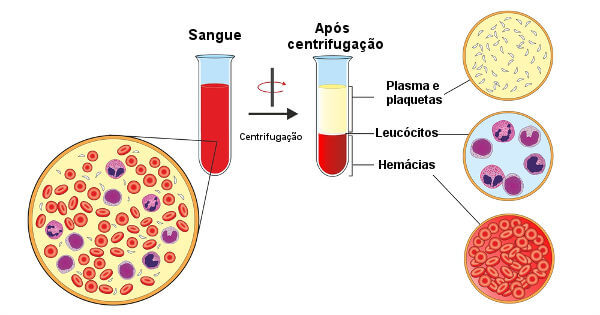 Sangue
Após
centrifugação
Centrifugação
Plasma e
plaquetas
Leucócitos
Hemácias